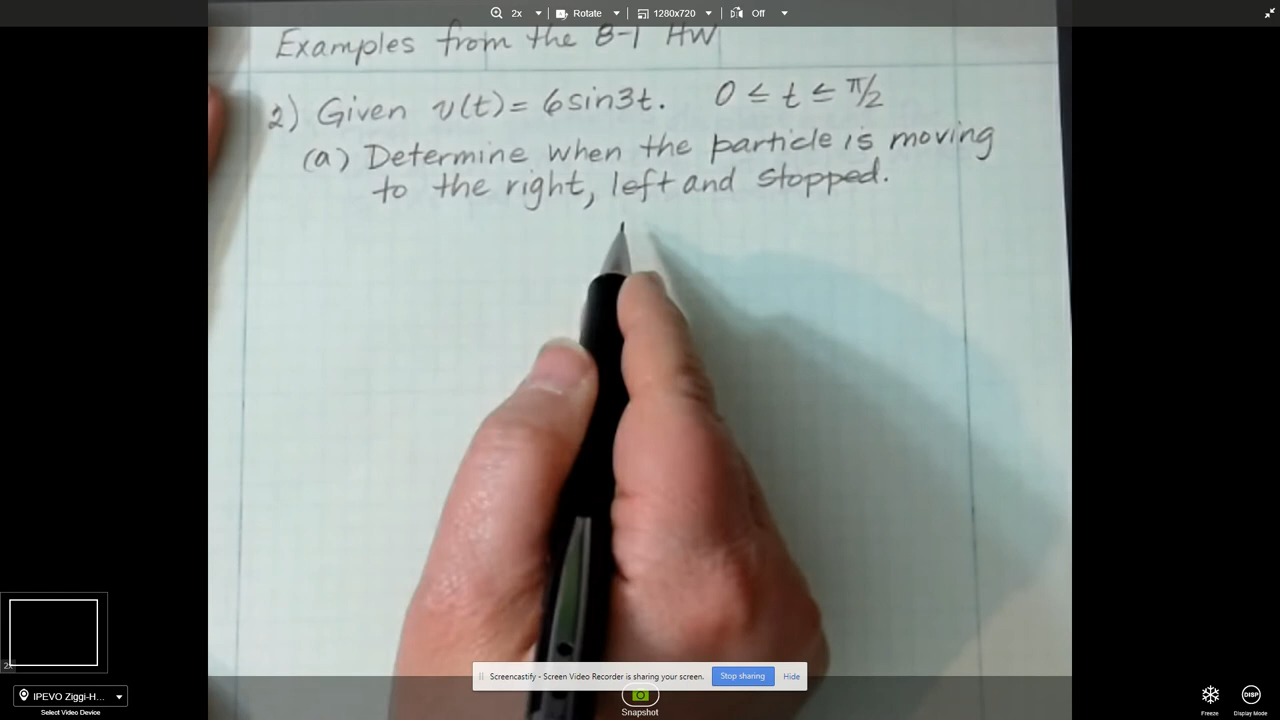 2x Rotate 1280x720 Off
Examples from the 8-1 HW
2) Given v(t) = 6sin3t. 0 ≤ t ≤ π/2
(a) Determine when the particle is moving
to the right, left and stopped.
2x
IPEVO Ziggi-H...
Select Video Device
Screencastify - Screen Video Recorder is sharing your screen. Stop sharing Hide
Snapshot
Freeze
DISP
Display Mode